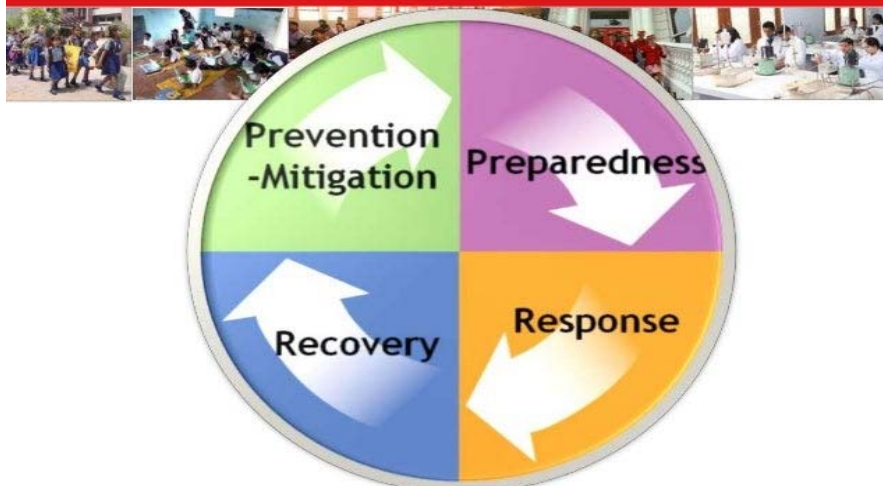 Prevention
-Mitigation
Preparedness
Response
Recovery